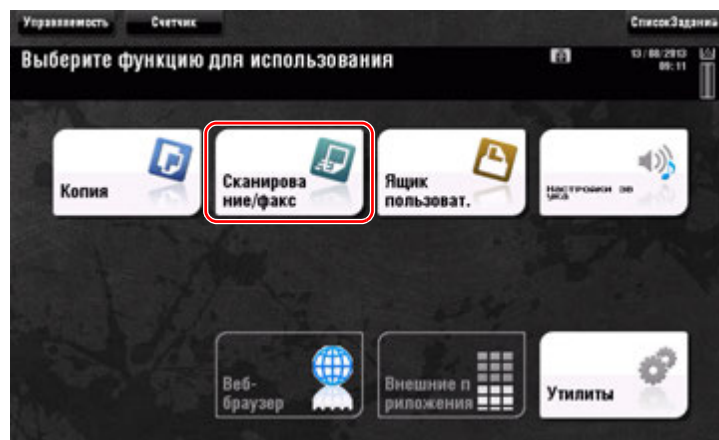 Управляемость
Счетчик
СписокЗаданий
Выберите функцию для использования
13/08/2013
09:11
Копия
Сканирова
ние/факс
Ящик
пользоват.
Настройки зв
ука
Веб-
браузер
Внешние п
риложения
Утилиты